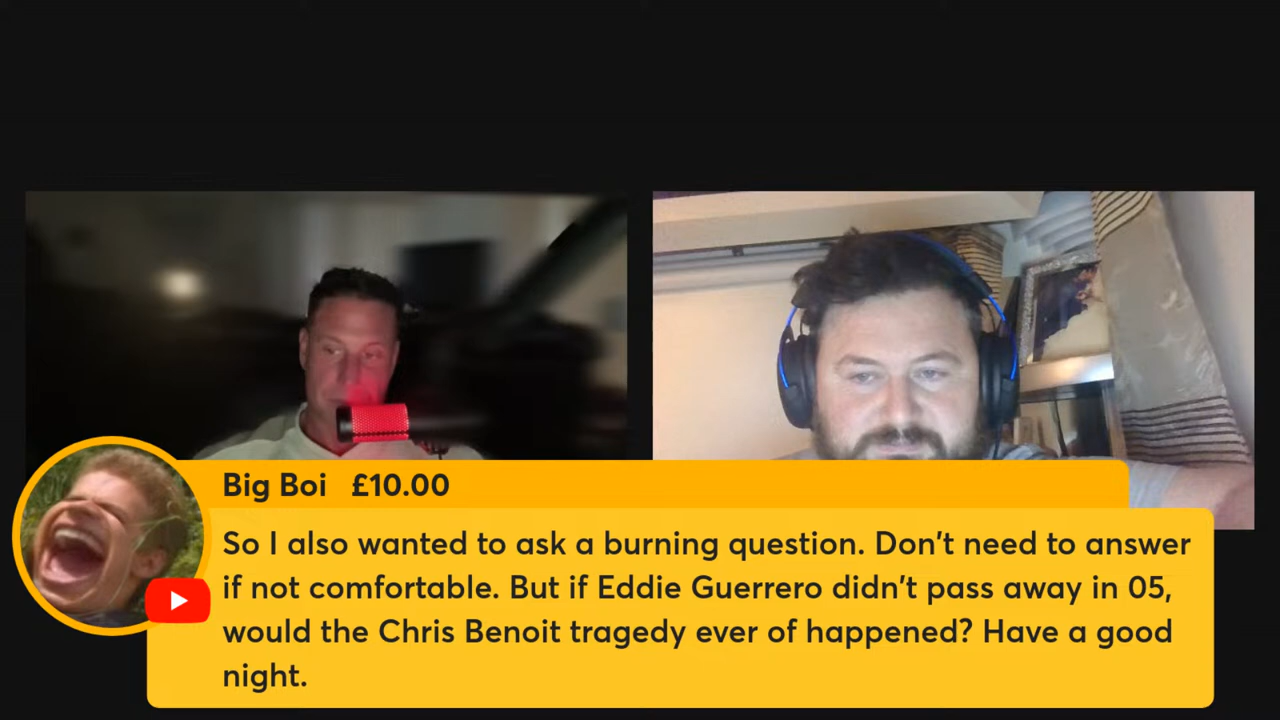 Big Boi £10.00
So I also wanted to ask a burning question. Don't need to answer
if not comfortable. But if Eddie Guerrero didn't pass away in 05,
would the Chris Benoit tragedy ever of happened? Have a good
night.